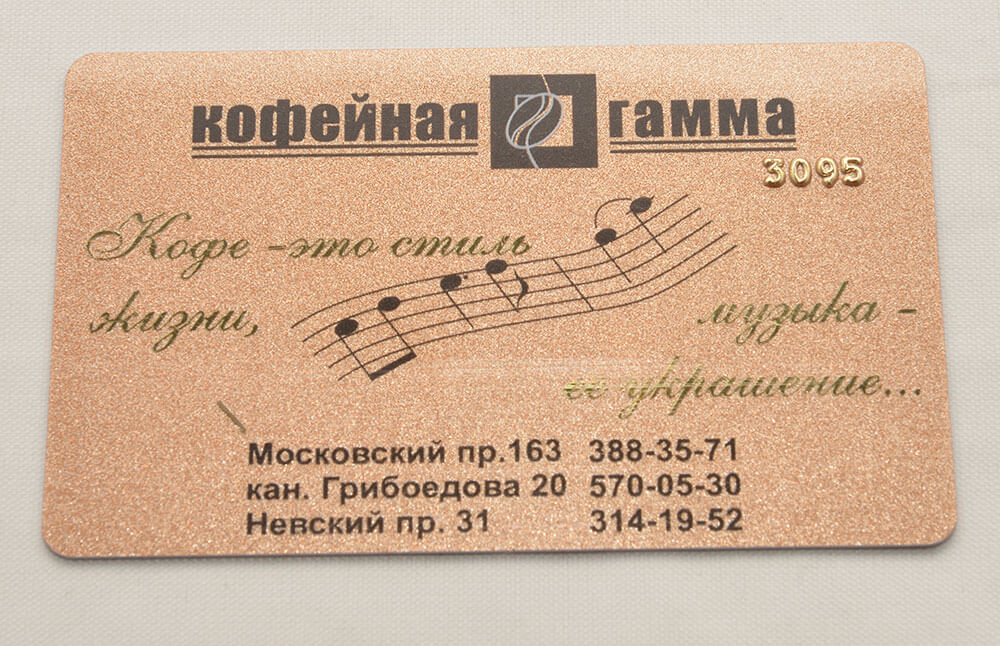 кофейная гамма
3095
Кофе -это стиль
жизни,
музыка -
ее украшение...
Московский пр.163 388-35-71
кан. Грибоедова 20 570-05-30
Невский пр. 31 314-19-52